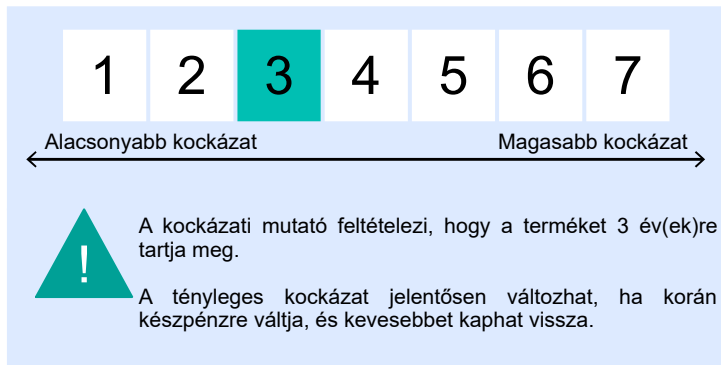 1 2 3 4 5 6 7
Alacsonyabb kockázat Magasabb kockázat
!
A kockázati mutató feltételezi, hogy a terméket 3 év(ek)re
tartja meg.
A tényleges kockázat jelentősen változhat, ha korán
készpénzre váltja, és kevesebbet kaphat vissza.